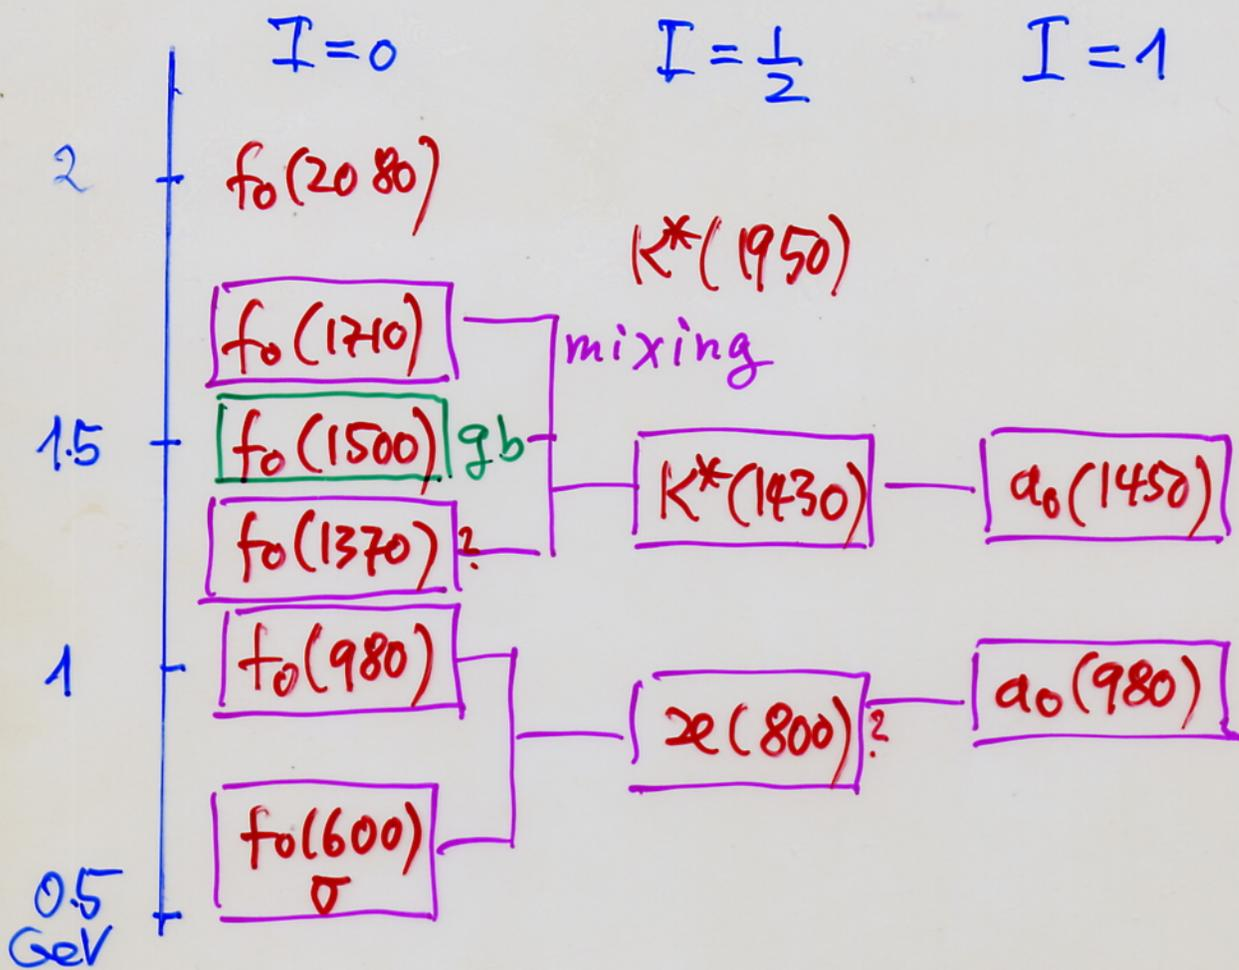 I=0 I=1/2 I=1
2 f₀(2080)
K*(1950)
f₀(1710) mixing
1.5 f₀(1500) gb K*(1430) a₀(1450)
f₀(1370) ?
1 f₀(980) a₀(980)
æ(800) ?
f₀(600)
σ
0.5
GeV